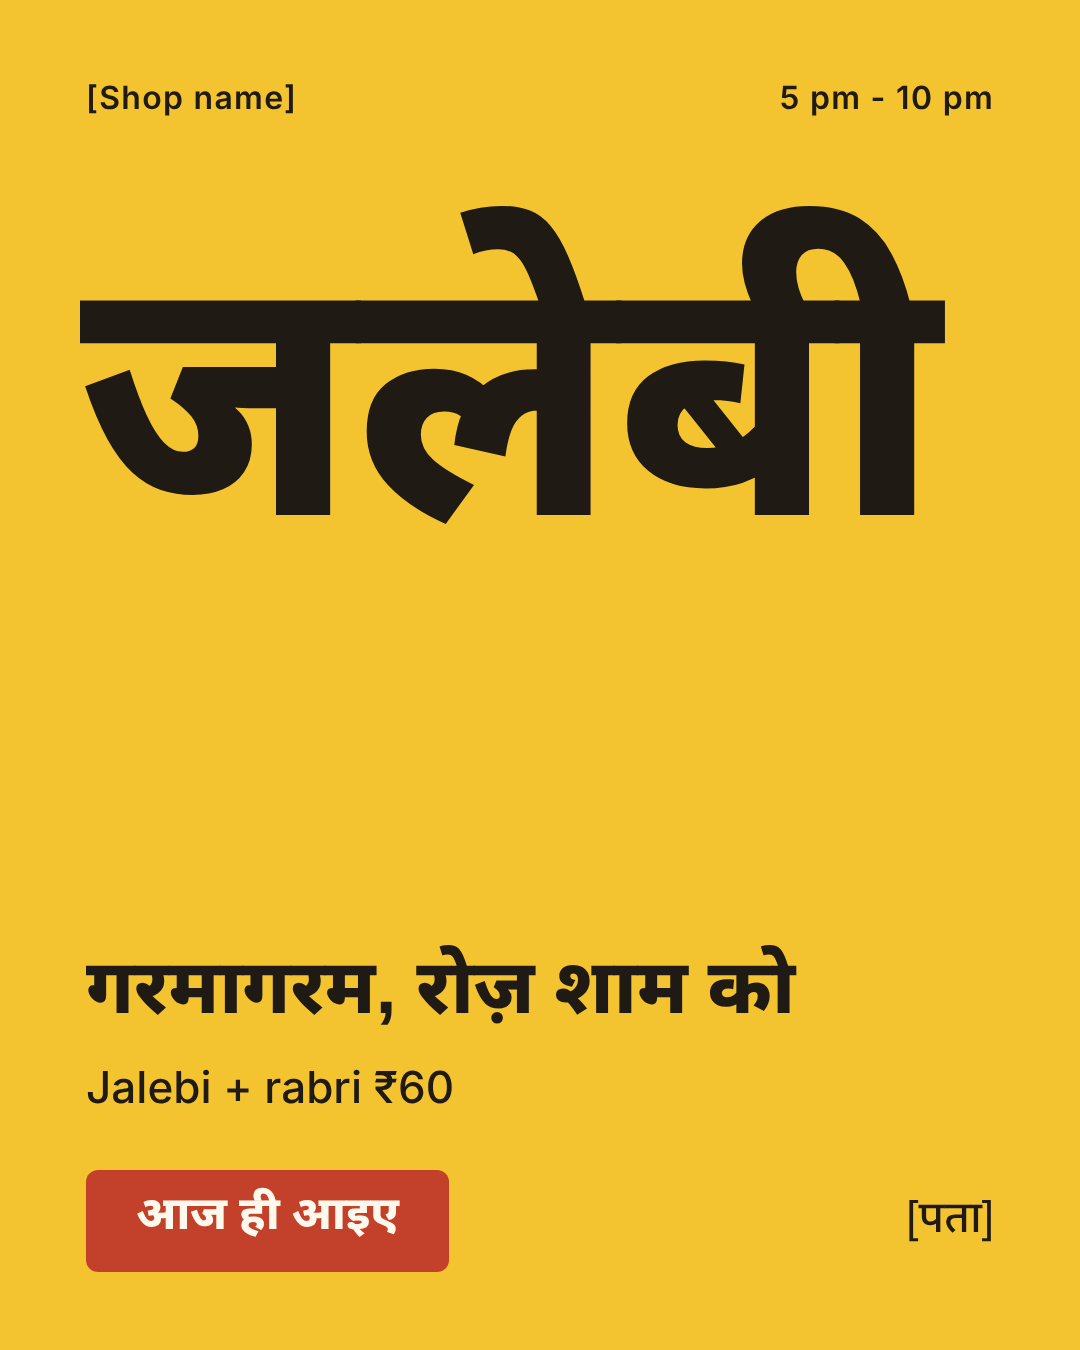 [Shop name]
5 pm - 10 pm
जलेबी
गरमागरम, रोज़ शाम को
Jalebi + rabri ₹60
आज ही आइए
[पता]